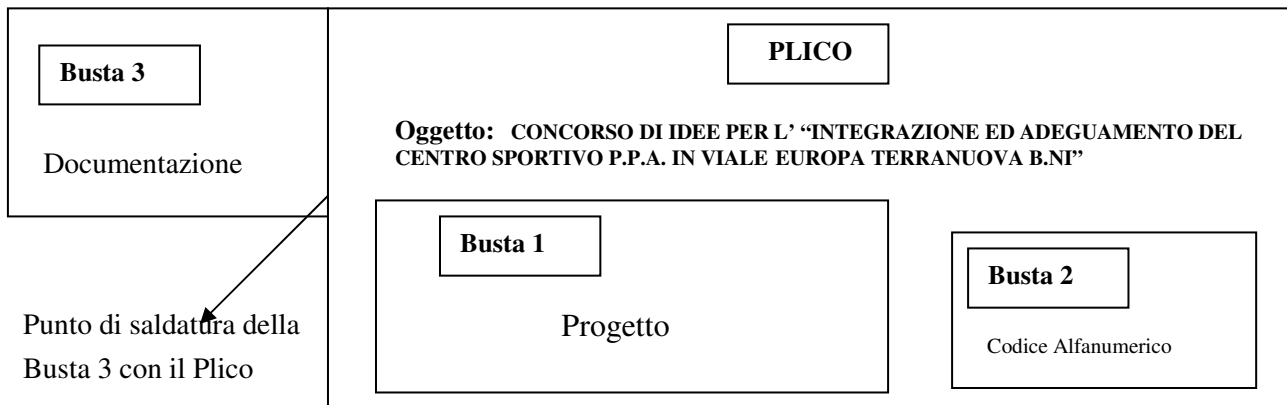 Busta 3
Documentazione
Punto di saldatura della
Busta 3 con il Plico
PLICO
Oggetto: CONCORSO DI IDEE PER L’ “INTEGRAZIONE ED ADEGUAMENTO DEL
CENTRO SPORTIVO P.P.A. IN VIALE EUROPA TERRANUOVA B.NI”
Busta 1
Progetto
Busta 2
Codice Alfanumerico